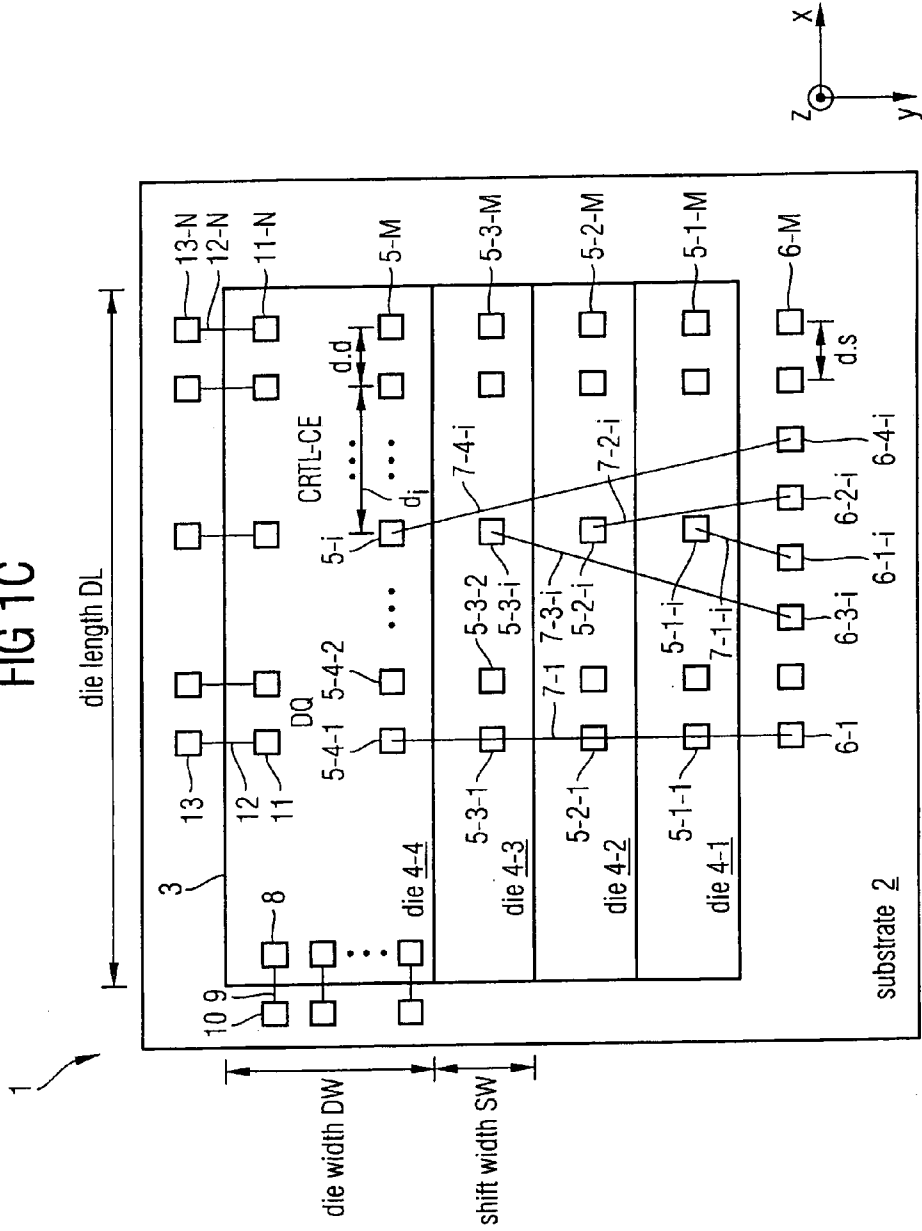 FIG 1C
1
die length DL
3
13
12
11
13-N
12-N
11-N
10
9
8
DQ
CRTL-CE
d.d
di
5-4-1
5-4-2
5-i
5-M
die 4-4
die width DW
shift width SW
7-4-i
5-3-1
5-3-2
5-3-i
5-3-M
die 4-3
7-3-i
7-1
7-2-i
5-2-1
5-2-i
5-2-M
die 4-2
5-1-1
5-1-i
7-1-i
5-1-M
die 4-1
6-1
6-3-i
6-1-i
6-2-i
6-4-i
d.s
6-M
substrate 2
Z
X
y